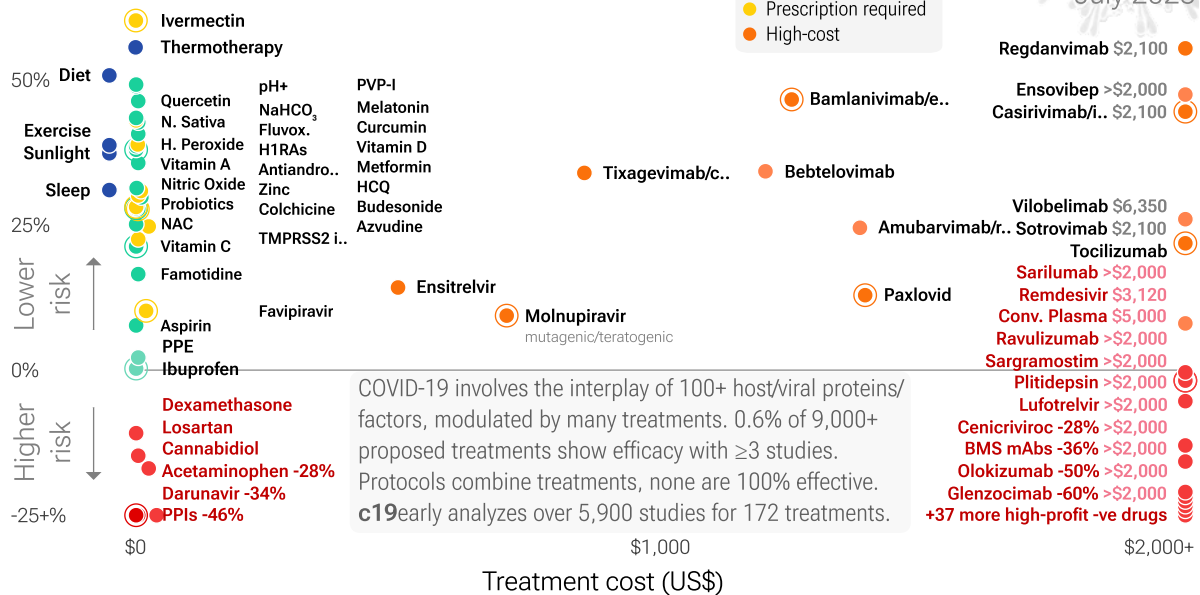 July 2025
Prescription required
High-cost
Ivermectin
Thermotherapy
Regdanvimab $2,100
50%
Diet
pH+
PVP-I
Ensovibep >$2,000
Quercetin
NaHCO3
Melatonin
Bamlanivimab/e..
Casirivimab/i.. $2,100
N. Sativa
Fluvox.
Curcumin
Exercise
H. Peroxide
H1RAs
Vitamin D
Sunlight
Vitamin A
Antiandro..
Metformin
Tixagevimab/c..
Bebtelovimab
Sleep
Nitric Oxide
Zinc
HCQ
Probiotics
Colchicine
Budesonide
Vilobelimab $6,350
25%
NAC
Azvudine
Amubarvimab/r..
Sotrovimab $2,100
Vitamin C
TMPRSS2 i..
Tocilizumab
Lower
risk
Famotidine
Sarilumab >$2,000
Ensitrelvir
Paxlovid
Remdesivir $3,120
Favipiravir
Molnupiravir
mutagenic/teratogenic
Conv. Plasma $5,000
Aspirin
Ravulizumab >$2,000
PPE
Sargramostim >$2,000
0%
Ibuprofen
Plitidepsin >$2,000
Higher
risk
Dexamethasone
Lufotrelvir >$2,000
Losartan
Cenicriviroc -28% >$2,000
Cannabidiol
BMS mAbs -36% >$2,000
Acetaminophen -28%
Olokizumab -50% >$2,000
Darunavir -34%
Glenzocimab -60% >$2,000
-25+%
PPIs -46%
+37 more high-profit -ve drugs
COVID-19 involves the interplay of 100+ host/viral proteins/
factors, modulated by many treatments. 0.6% of 9,000+
proposed treatments show efficacy with ≥3 studies.
Protocols combine treatments, none are 100% effective.
c19early analyzes over 5,900 studies for 172 treatments.
$0
$1,000
$2,000+
Treatment cost (US$)